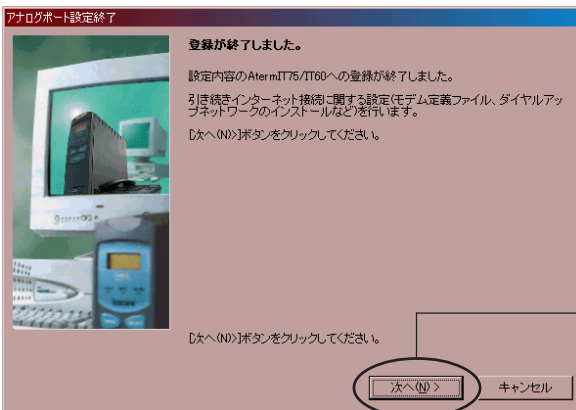 アナログポート設定終了
登録が終了しました。
設定内容のAtermIT75/IT60への登録が終了しました。
引き続きインターネット接続に関する設定(モデム定義ファイル、ダイヤルアッ
プネットワークのインストールなど)を行います。
[次へ(N)>]ボタンをクリックしてください。
[次へ(N)>]ボタンをクリックしてください。
次へ(N) >
キャンセル